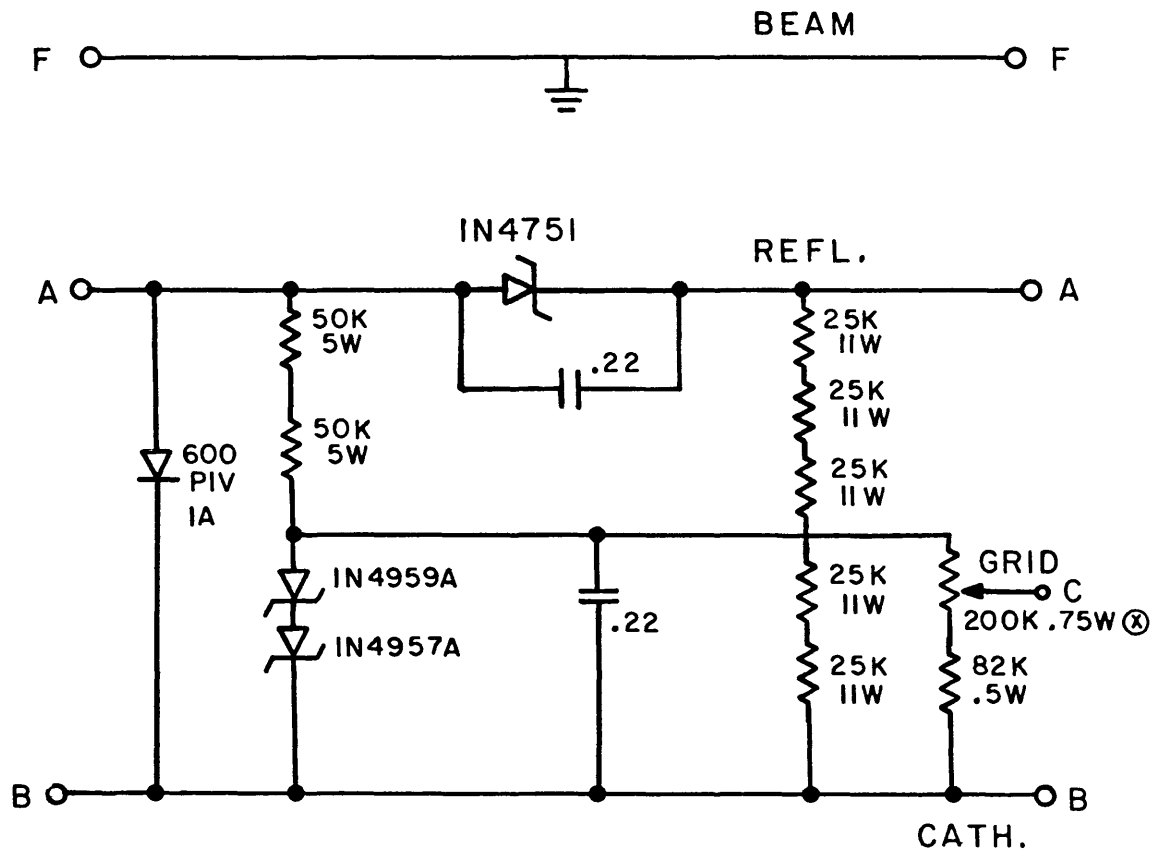 BEAM
F
F
1N4751
REFL.
A
A
50K
5W
.22
25K
11W
25K
11W
50K
5W
600
PIV
1A
25K
11W
GRID
C
200K .75W Ⓧ
1N4959A
25K
11W
.22
1N4957A
25K
11W
82K
.5W
B
B
CATH.